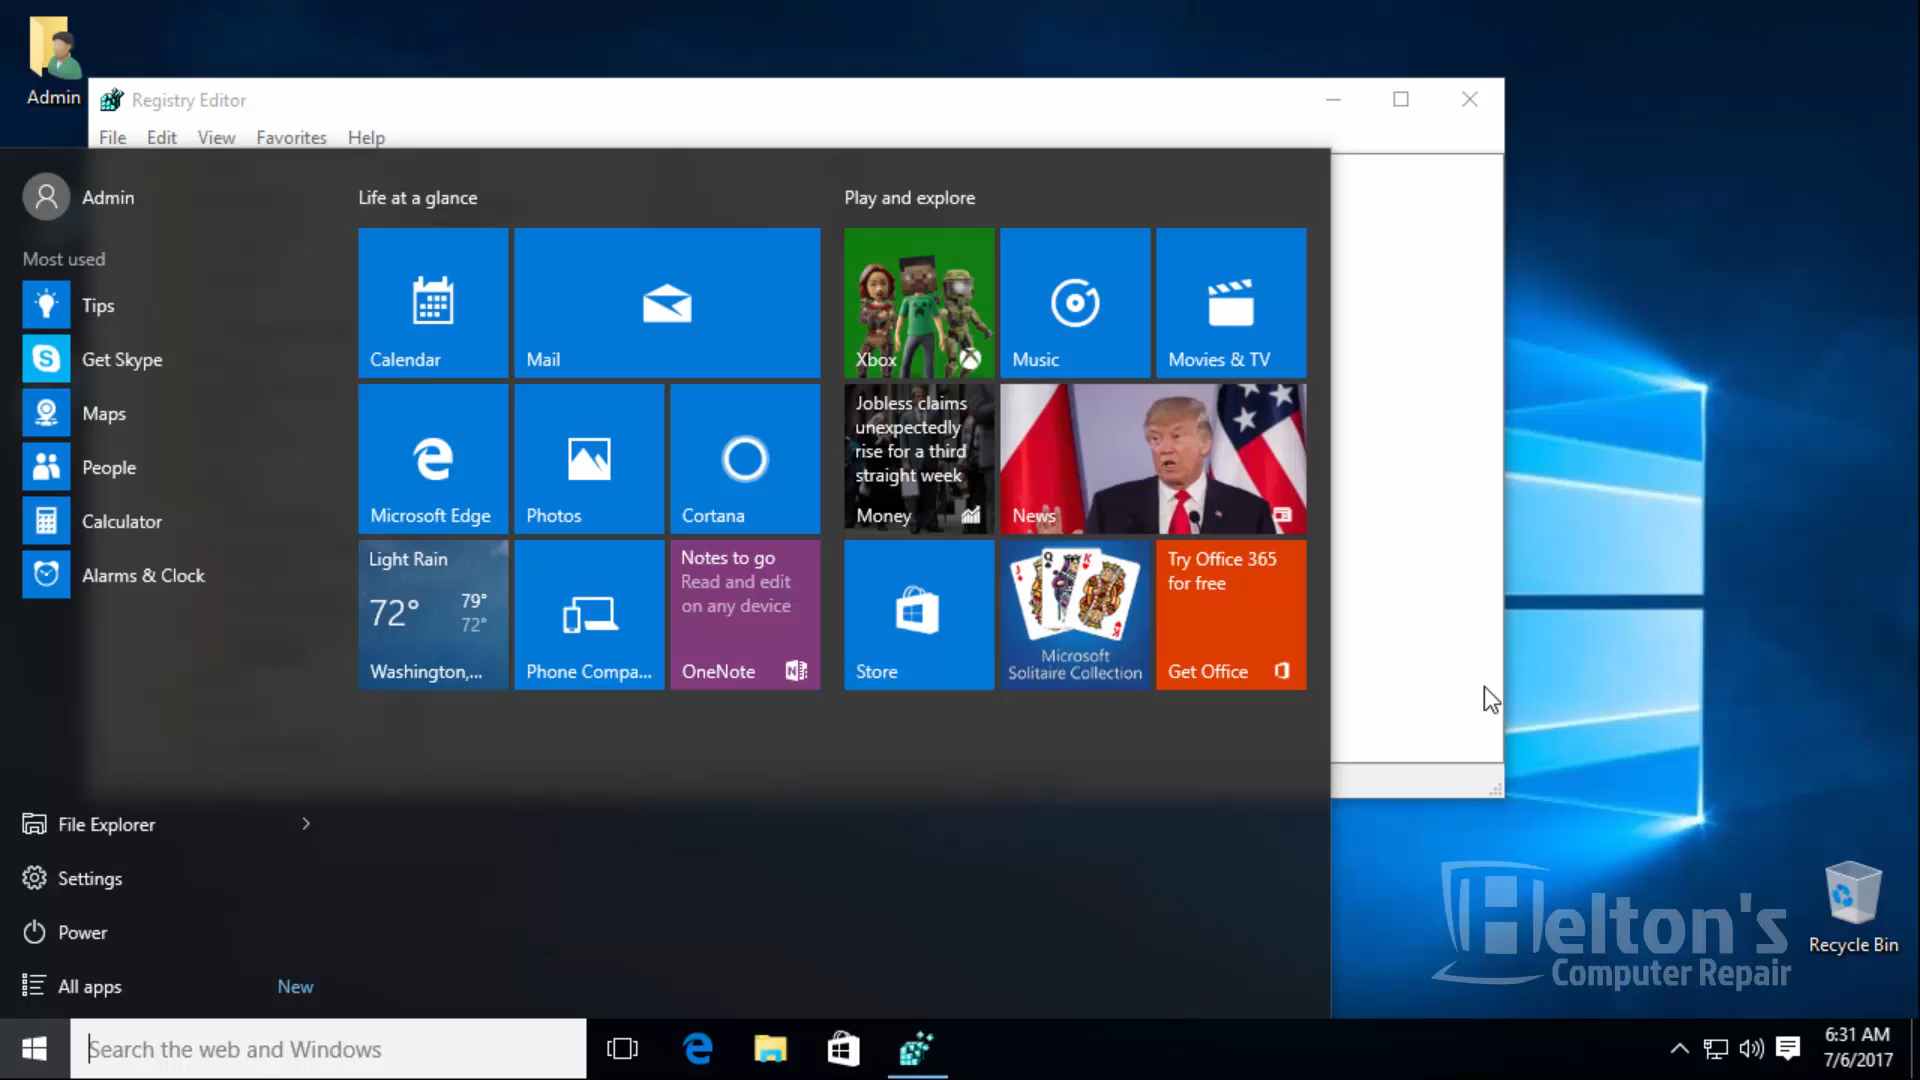 Admin
Registry Editor
File Edit View Favorites Help
Admin
Most used
Tips
Get Skype
Maps
People
Calculator
Alarms & Clock
File Explorer
Settings
Power
All apps New
Life at a glance
Calendar
Mail
Microsoft Edge
Photos
Cortana
Light Rain
72° 79°
72°
Washington,...
Phone Compa...
Notes to go
Read and edit
on any device
OneNote
Play and explore
Xbox
Music
Movies & TV
Jobless claims
unexpectedly
rise for a third
straight week
Money
News
Store
Microsoft
Solitaire Collection
Try Office 365
for free
Get Office
Helton's
Computer Repair
Recycle Bin
Search the web and Windows
6:31 AM
7/6/2017